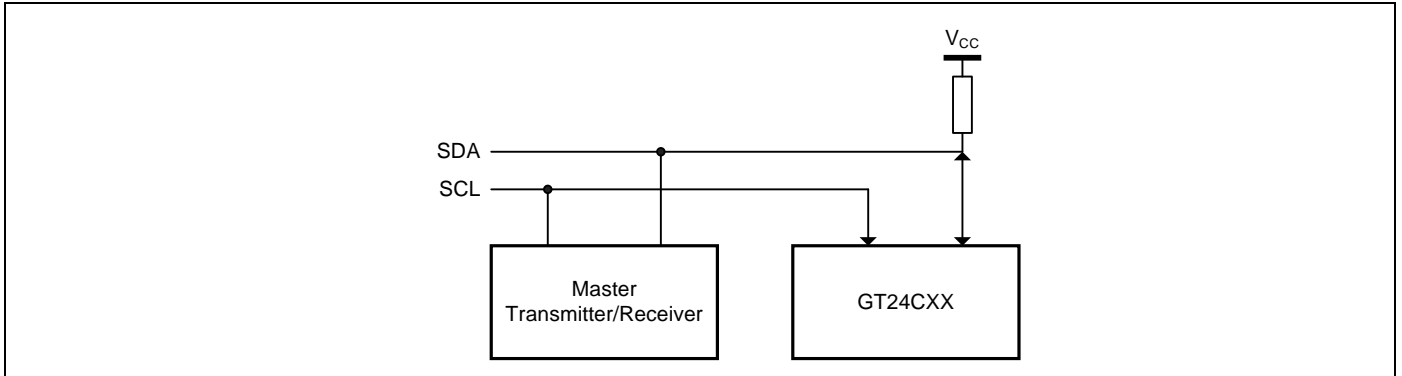 VCC
SDA
SCL
Master
Transmitter/Receiver
GT24CXX